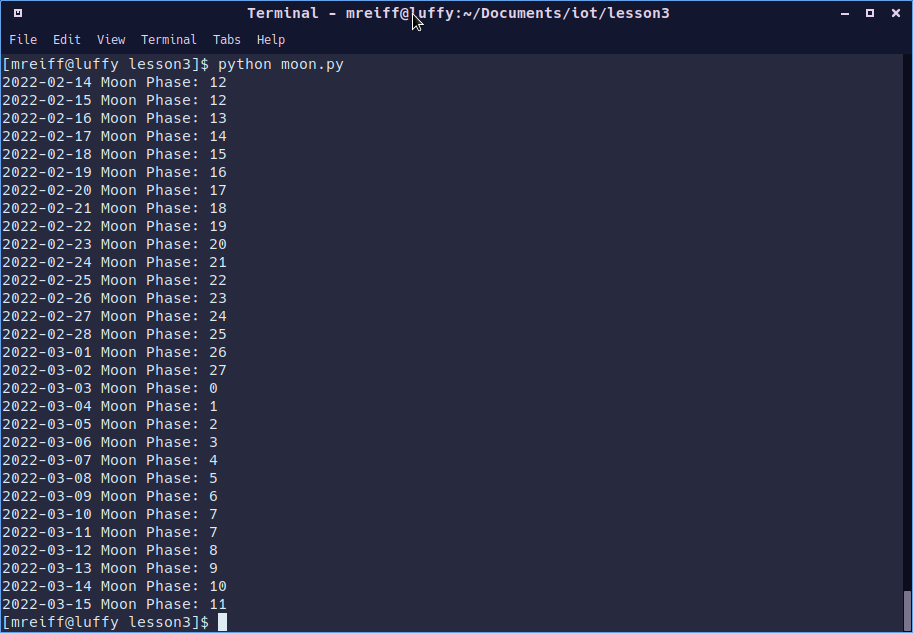 Terminal - mreiff@luffy:~/Documents/iot/lesson3
File Edit View Terminal Tabs Help
[mreiff@luffy lesson3]$ python moon.py
2022-02-14 Moon Phase: 12
2022-02-15 Moon Phase: 12
2022-02-16 Moon Phase: 13
2022-02-17 Moon Phase: 14
2022-02-18 Moon Phase: 15
2022-02-19 Moon Phase: 16
2022-02-20 Moon Phase: 17
2022-02-21 Moon Phase: 18
2022-02-22 Moon Phase: 19
2022-02-23 Moon Phase: 20
2022-02-24 Moon Phase: 21
2022-02-25 Moon Phase: 22
2022-02-26 Moon Phase: 23
2022-02-27 Moon Phase: 24
2022-02-28 Moon Phase: 25
2022-03-01 Moon Phase: 26
2022-03-02 Moon Phase: 27
2022-03-03 Moon Phase: 0
2022-03-04 Moon Phase: 1
2022-03-05 Moon Phase: 2
2022-03-06 Moon Phase: 3
2022-03-07 Moon Phase: 4
2022-03-08 Moon Phase: 5
2022-03-09 Moon Phase: 6
2022-03-10 Moon Phase: 7
2022-03-11 Moon Phase: 7
2022-03-12 Moon Phase: 8
2022-03-13 Moon Phase: 9
2022-03-14 Moon Phase: 10
2022-03-15 Moon Phase: 11
[mreiff@luffy lesson3]$